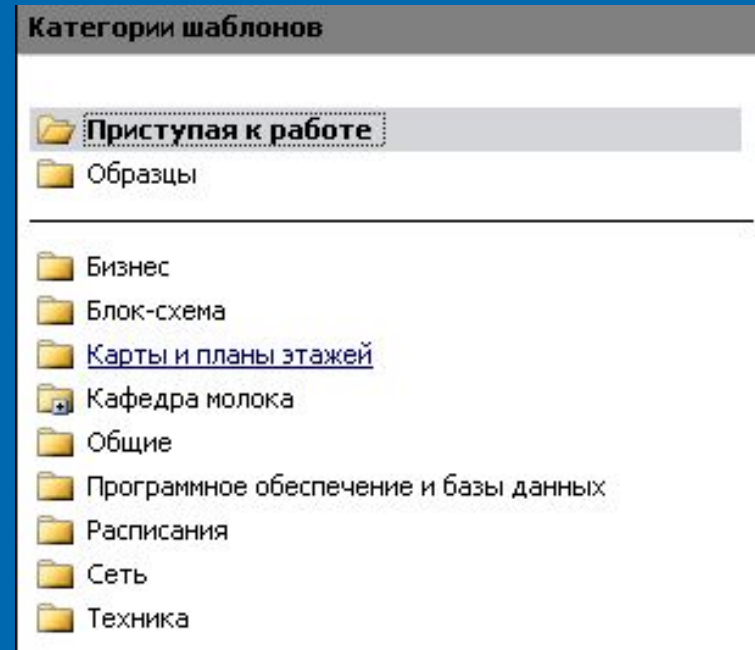 Категории шаблонов
Приступая к работе
Образцы
Бизнес
Блок-схема
Карты и планы этажей
Кафедра молока
Общие
Программное обеспечение и базы данных
Расписания
Сеть
Техника